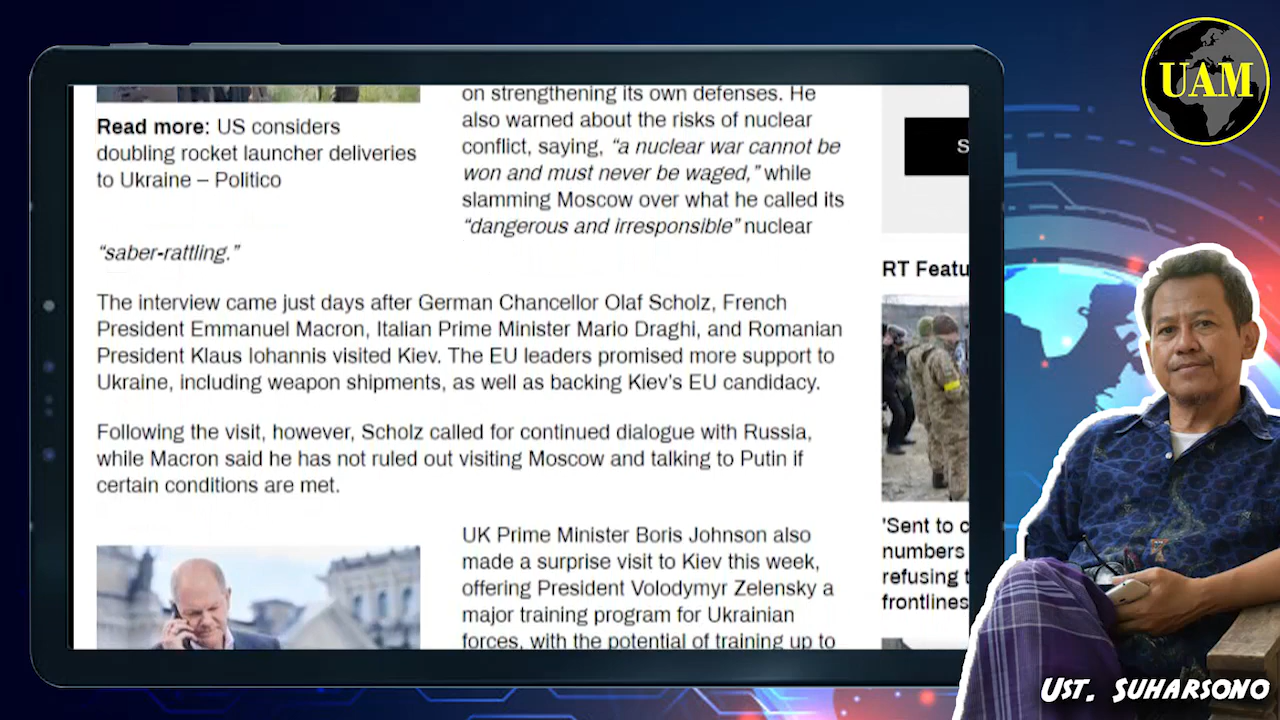 UAM
on strengthening its own defenses. He
also warned about the risks of nuclear
conflict, saying, “a nuclear war cannot be
won and must never be waged,” while
slamming Moscow over what he called its
“dangerous and irresponsible” nuclear
Read more: US considers
doubling rocket launcher deliveries
to Ukraine – Politico
“saber-rattling.”
The interview came just days after German Chancellor Olaf Scholz, French
President Emmanuel Macron, Italian Prime Minister Mario Draghi, and Romanian
President Klaus Iohannis visited Kiev. The EU leaders promised more support to
Ukraine, including weapon shipments, as well as backing Kiev’s EU candidacy.
Following the visit, however, Scholz called for continued dialogue with Russia,
while Macron said he has not ruled out visiting Moscow and talking to Putin if
certain conditions are met.
UK Prime Minister Boris Johnson also
made a surprise visit to Kiev this week,
offering President Volodymyr Zelensky a
major training program for Ukrainian
forces, with the potential of training up to
S
RT Featu
'Sent to c
numbers
refusing t
frontlines
UST. SUHARSONO